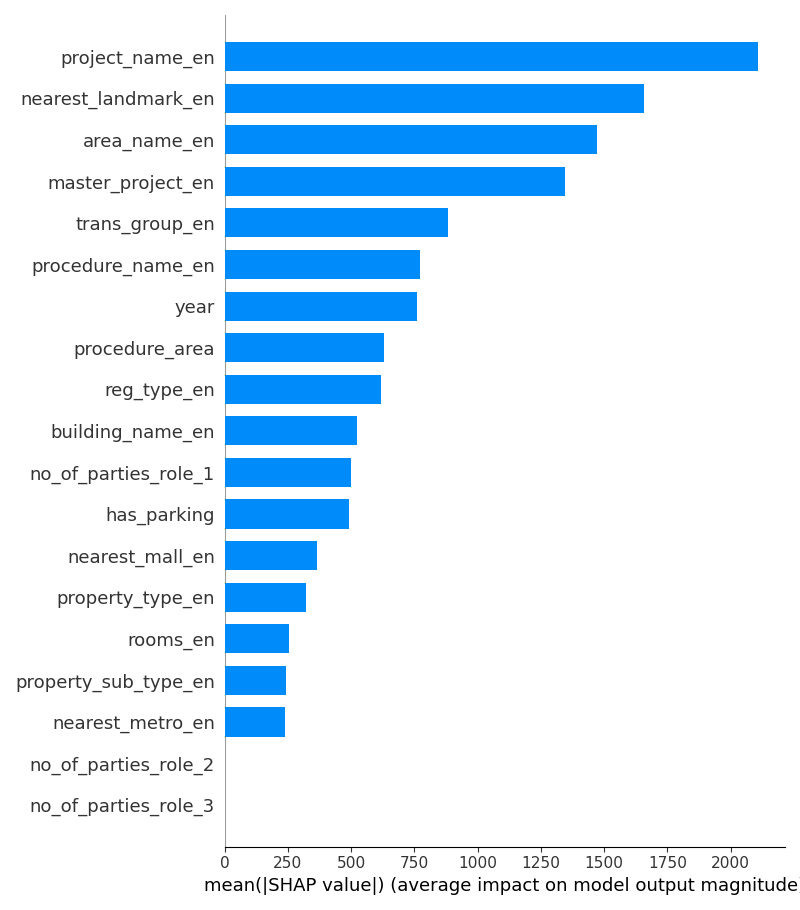 project_name_en
nearest_landmark_en
area_name_en
master_project_en
trans_group_en
procedure_name_en
year
procedure_area
reg_type_en
building_name_en
no_of_parties_role_1
has_parking
nearest_mall_en
property_type_en
rooms_en
property_sub_type_en
nearest_metro_en
no_of_parties_role_2
no_of_parties_role_3
0 250 500 750 1000 1250 1500 1750 2000
mean(|SHAP value|) (average impact on model output magnitude)